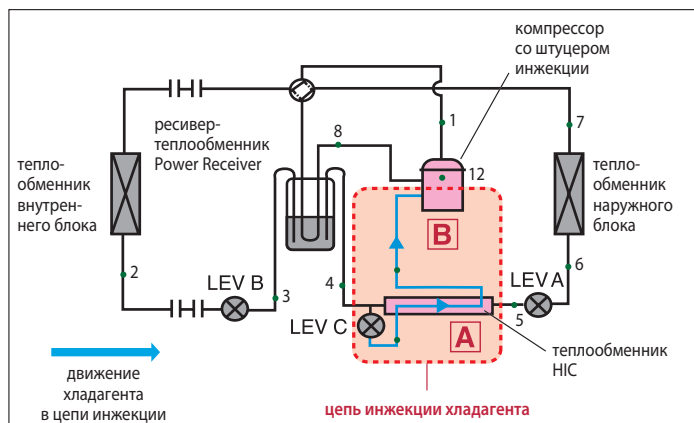 компрессор
со штуцером
инжекции
ресивер-
теплообменник
Power Receiver
8
1
7
12
тепло-
обменник
внутрен-
него блока
тепло-
обменник
наружного
блока
B
2
LEV B
3
4
LEV A
6
5
LEV C
A
теплообменник
HIC
движение
хладагента
в цепи инжекции
цепь инжекции хладагента